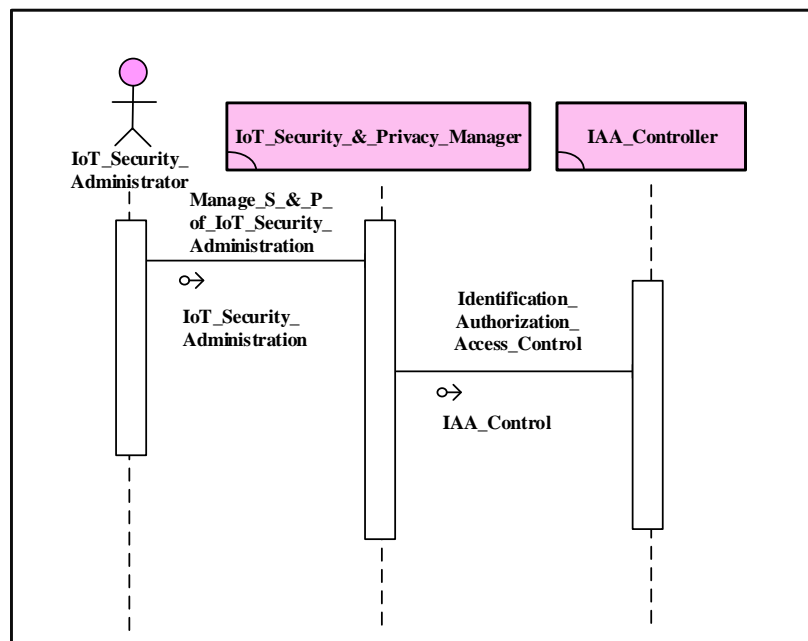 IoT_Security_
Administrator
IoT_Security_&_Privacy_Manager
IAA_Controller
Manage_S_&_P_
of_IoT_Security_
Administration
IoT_Security_
Administration
Identification_
Authorization_
Access_Control
IAA_Control